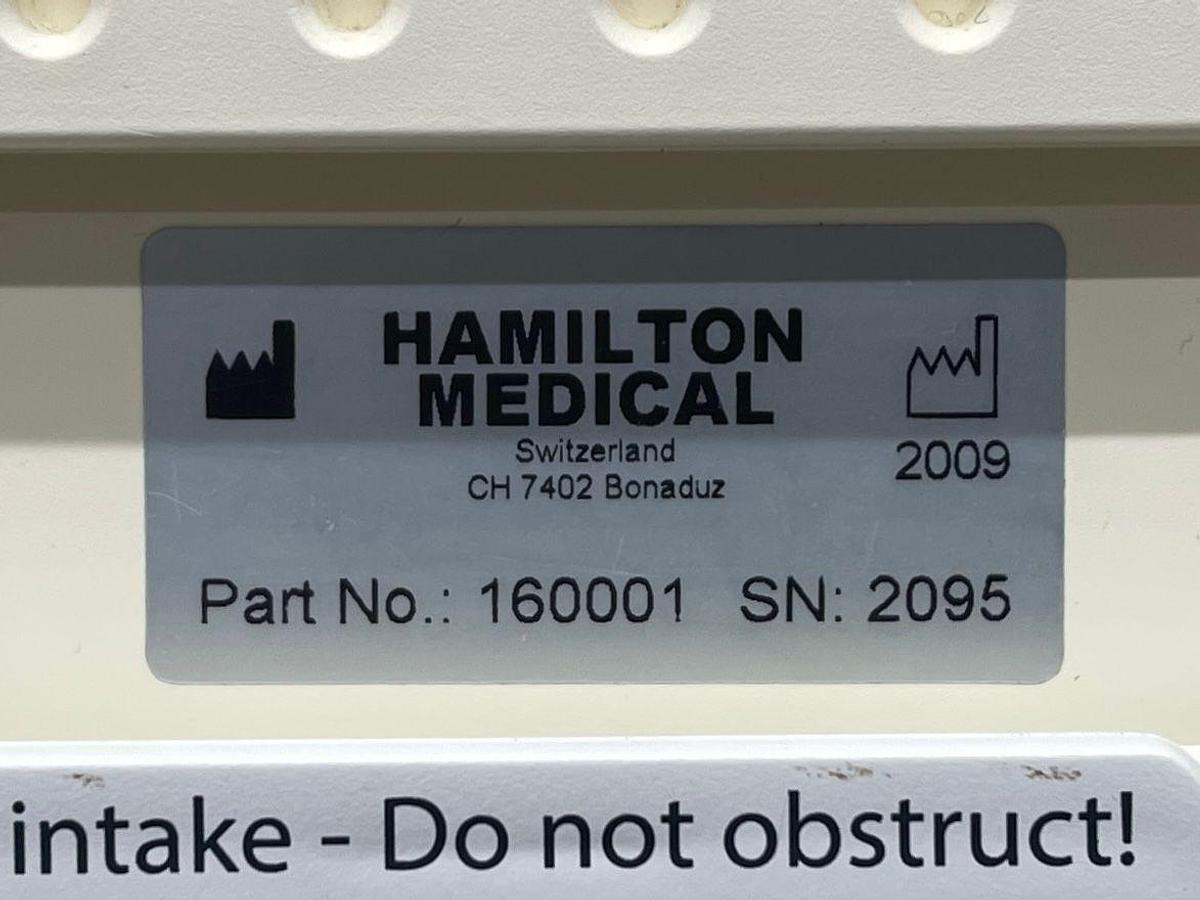 HAMILTON
MEDICAL
Switzerland
CH 7402 Bonaduz
2009
Part No.: 160001 SN: 2095
intake - Do not obstruct!